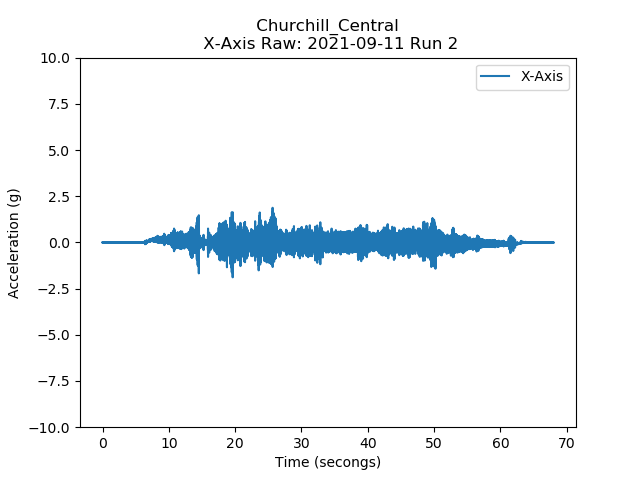 Churchill_Central
X-Axis Raw: 2021-09-11 Run 2
X-Axis
10.0
7.5
5.0
2.5
0.0
−2.5
−5.0
−7.5
−10.0
Acceleration (g)
0 10 20 30 40 50 60 70
Time (secongs)